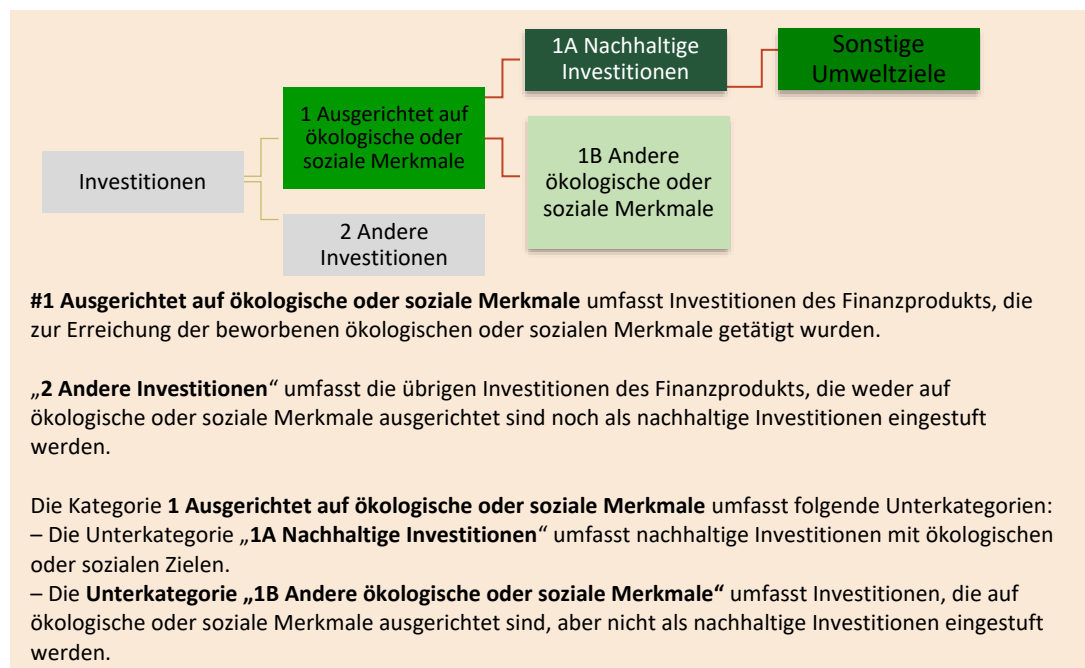 1A Nachhaltige
Investitionen
Sonstige
Umweltziele
1 Ausgerichtet auf
ökologische oder
soziale Merkmale
Investitionen
1B Andere
ökologische oder
soziale Merkmale
2 Andere
Investitionen
#1 Ausgerichtet auf ökologische oder soziale Merkmale umfasst Investitionen des Finanzprodukts, die
zur Erreichung der beworbenen ökologischen oder sozialen Merkmale getätigt wurden.
„2 Andere Investitionen“ umfasst die übrigen Investitionen des Finanzprodukts, die weder auf
ökologische oder soziale Merkmale ausgerichtet sind noch als nachhaltige Investitionen eingestuft
werden.
Die Kategorie 1 Ausgerichtet auf ökologische oder soziale Merkmale umfasst folgende Unterkategorien:
– Die Unterkategorie „1A Nachhaltige Investitionen“ umfasst nachhaltige Investitionen mit ökologischen
oder sozialen Zielen.
– Die Unterkategorie „1B Andere ökologische oder soziale Merkmale“ umfasst Investitionen, die auf
ökologische oder soziale Merkmale ausgerichtet sind, aber nicht als nachhaltige Investitionen eingestuft
werden.